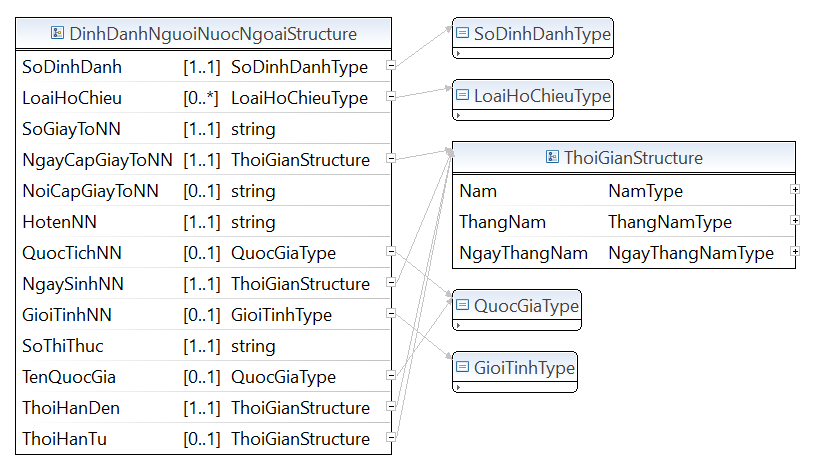 DinhDanhNguoiNuocNgoaiStructure
SoDinhDanh [1..1] SoDinhDanhType
LoaiHoChieu [0..*] LoaiHoChieuType
SoGiayToNN [1..1] string
NgayCapGiayToNN [1..1] ThoiGianStructure
NoiCapGiayToNN [0..1] string
HotenNN [1..1] string
QuocTichNN [0..1] QuocGiaType
NgaySinhNN [1..1] ThoiGianStructure
GioiTinhNN [0..1] GioiTinhType
SoThiThuc [1..1] string
TenQuocGia [0..1] QuocGiaType
ThoiHanDen [1..1] ThoiGianStructure
ThoiHanTu [0..1] ThoiGianStructure
SoDinhDanhType
LoaiHoChieuType
ThoiGianStructure
Nam NamType
ThangNam ThangNamType
NgayThangNam NgayThangNamType
QuocGiaType
GioiTinhType